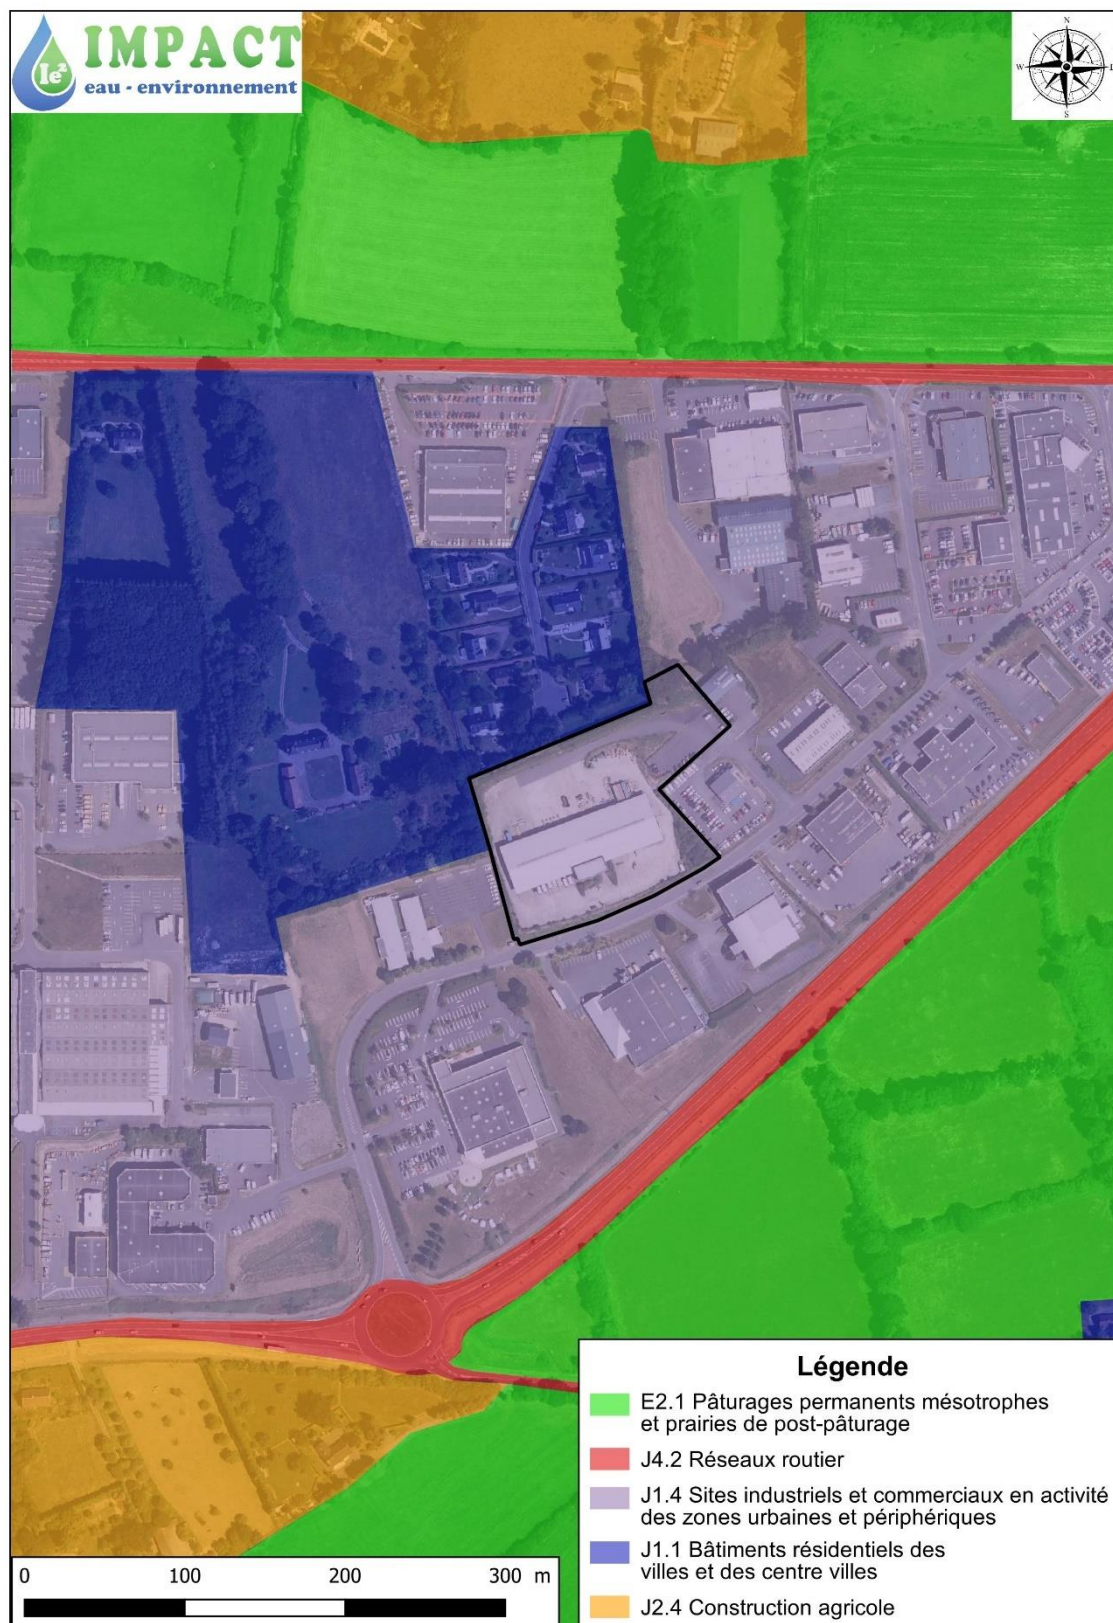 IMPACT
Ie²
eau - environnement
N
W
E
S
Légende
E2.1 Pâturages permanents mésotrophes
et prairies de post-pâturage
J4.2 Réseaux routier
J1.4 Sites industriels et commerciaux en activité
des zones urbaines et périphériques
J1.1 Bâtiments résidentiels des
villes et des centre villes
J2.4 Construction agricole
0 100 200 300 m